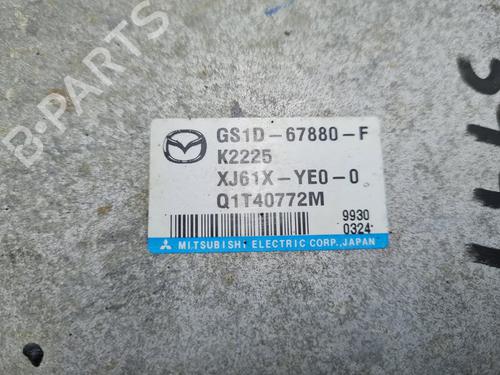 B-PARTS
GS1D-67880-F
K2225
XJ61X-YE0-0
Q1T40772M
9930
0324
MITSUBISHI ELECTRIC CORP., JAPAN